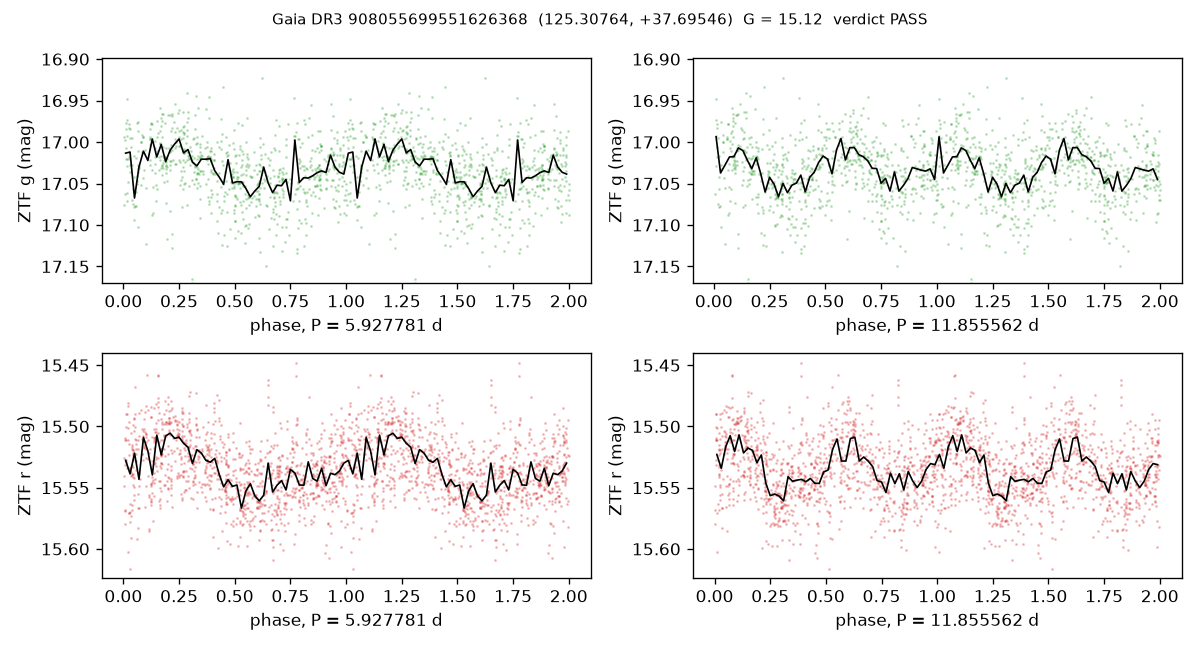 Gaia DR3 908055699551626368  (125.30764, +37.69546)  G = 15.12  verdict PASS
16.90
16.95
17.00
17.05
17.10
17.15
ZTF g (mag)
0.00 0.25 0.50 0.75 1.00 1.25 1.50 1.75 2.00
phase, P = 5.927781 d
16.90
16.95
17.00
17.05
17.10
17.15
ZTF g (mag)
0.00 0.25 0.50 0.75 1.00 1.25 1.50 1.75 2.00
phase, P = 11.855562 d
15.45
15.50
15.55
15.60
ZTF r (mag)
0.00 0.25 0.50 0.75 1.00 1.25 1.50 1.75 2.00
phase, P = 5.927781 d
15.45
15.50
15.55
15.60
ZTF r (mag)
0.00 0.25 0.50 0.75 1.00 1.25 1.50 1.75 2.00
phase, P = 11.855562 d